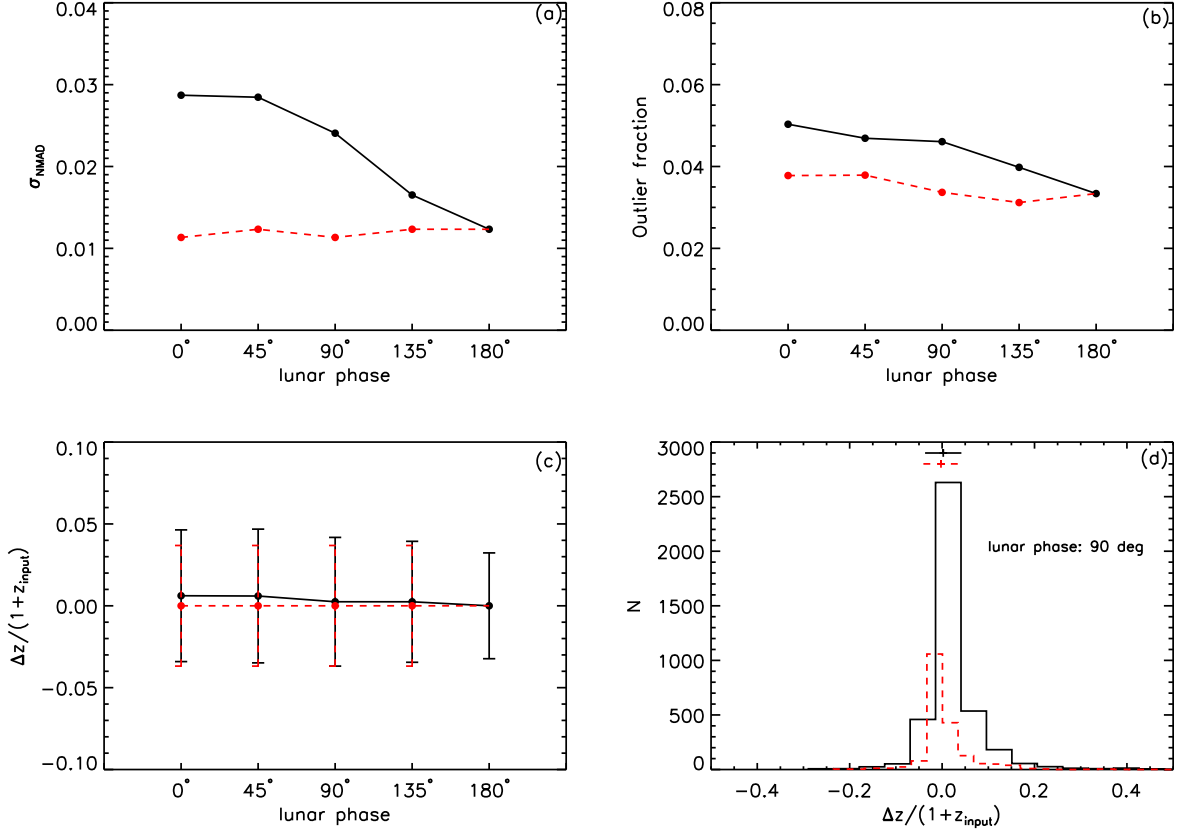 (a)
0.04
0.03
0.02
0.01
0.00
σNMAD
0° 45° 90° 135° 180°
lunar phase
(b)
0.08
0.06
0.04
0.02
0.00
Outlier fraction
0° 45° 90° 135° 180°
lunar phase
(c)
0.10
0.05
0.00
−0.05
−0.10
Δz/(1+zinput)
0° 45° 90° 135° 180°
lunar phase
(d)
3000
2500
2000
1500
1000
500
0
N
lunar phase: 90 deg
−0.4 −0.2 0.0 0.2 0.4
Δz/(1+zinput)